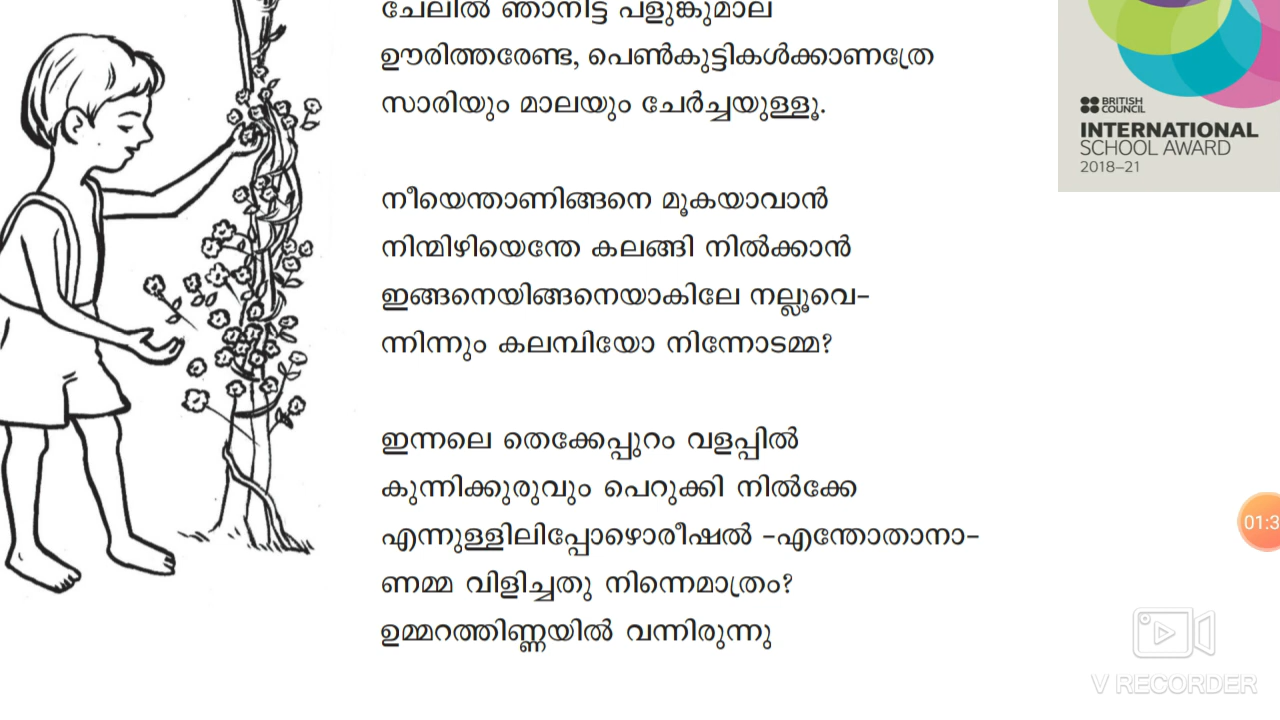 ചേലിൽ ഞാനിട്ട പളുങ്കുമാല
ഊരിത്തരേണ്ട, പെൺകുട്ടികൾക്കാണത്രേ
സാരിയും മാലയും ചേർച്ചയുള്ളൂ.
നീയെന്താണിങ്ങനെ മൂകയാവാൻ
നിന്മിഴിയെന്തേ കലങ്ങി നിൽക്കാൻ
ഇങ്ങനെയിങ്ങനെയാകിലേ നല്ലൂവെ-
ന്നിന്നും കലമ്പിയോ നിന്നോടമ്മ?
ഇന്നലെ തെക്കേപ്പുറം വളപ്പിൽ
കുന്നിക്കുരുവും പെറുക്കി നിൽക്കേ
എന്നുള്ളിലിപ്പോഴൊരീഷൽ -എന്തോതാനാ-
ണമ്മ വിളിച്ചതു നിന്നെമാത്രം?
ഉമ്മറത്തിണ്ണയിൽ വന്നിരുന്നു
BRITISH
COUNCIL
INTERNATIONAL
SCHOOL AWARD
2018–21
01:3
V RECORDER